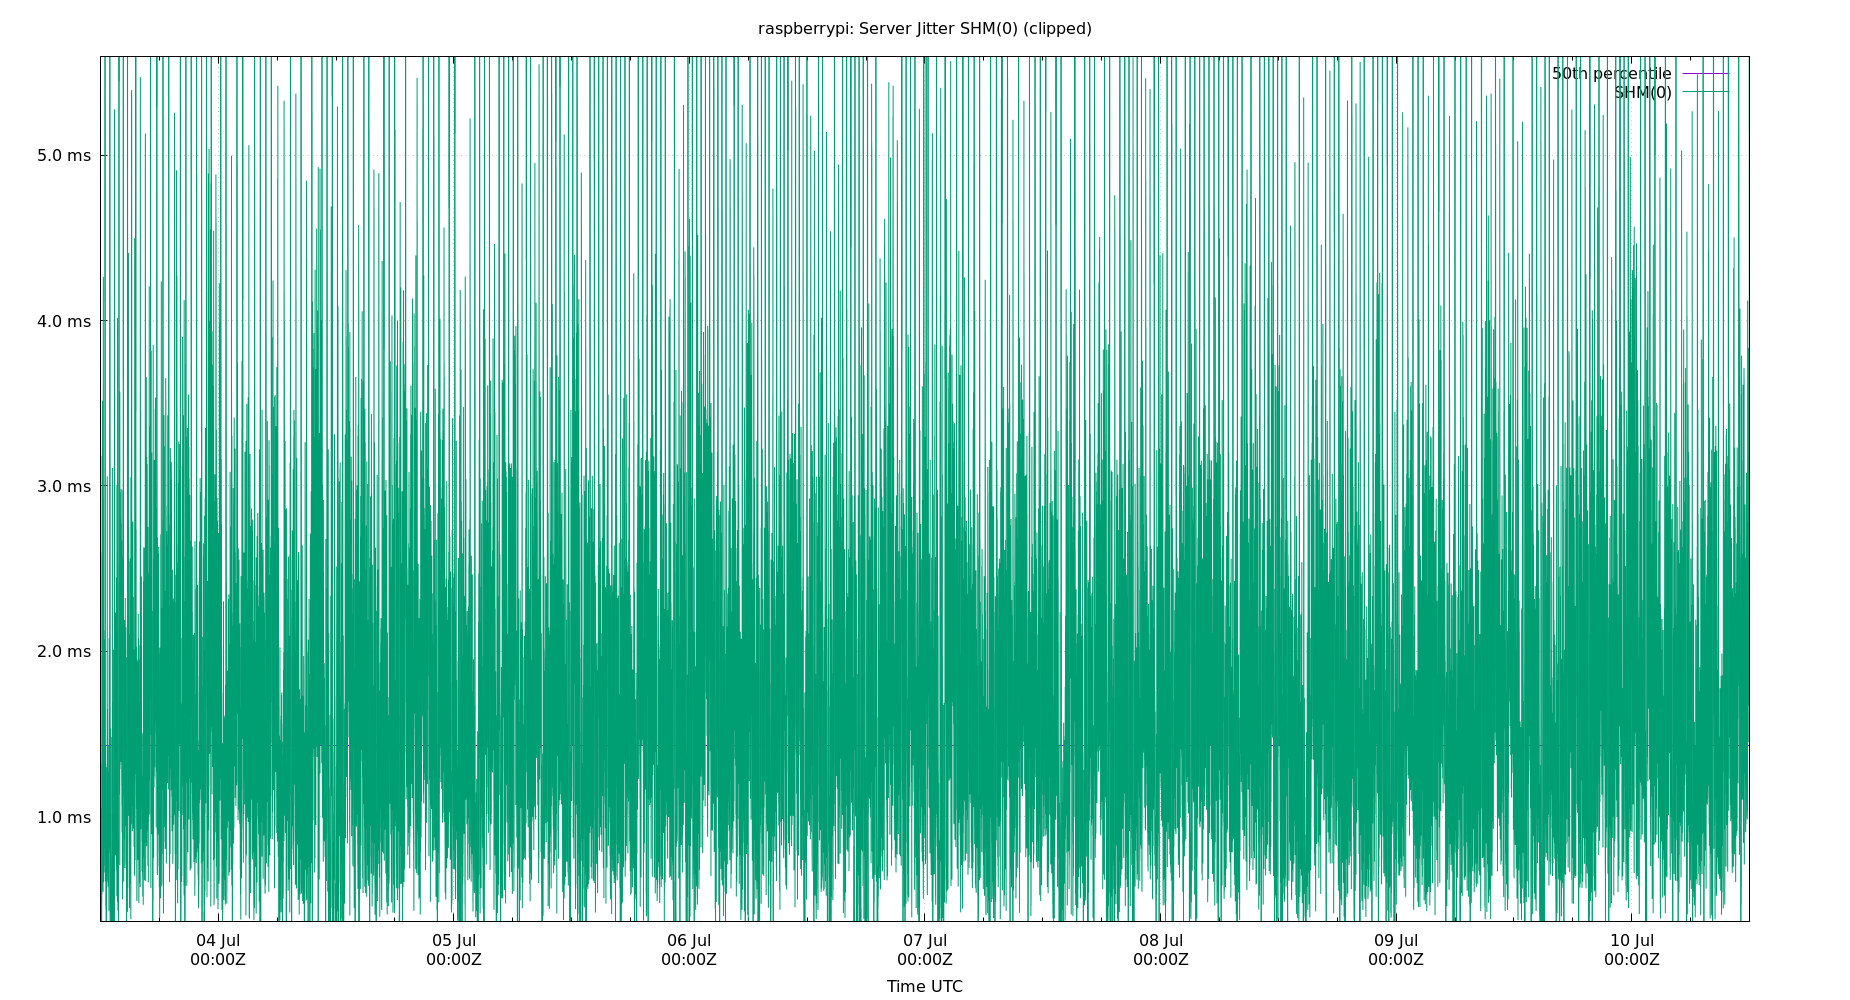 raspberrypi: Server Jitter SHM(0) (clipped)
50th percentile
SHM(0)
5.0 ms
4.0 ms
3.0 ms
2.0 ms
1.0 ms
04 Jul 05 Jul 06 Jul 07 Jul 08 Jul 09 Jul 10 Jul
00:00Z 00:00Z 00:00Z 00:00Z 00:00Z 00:00Z 00:00Z
Time UTC